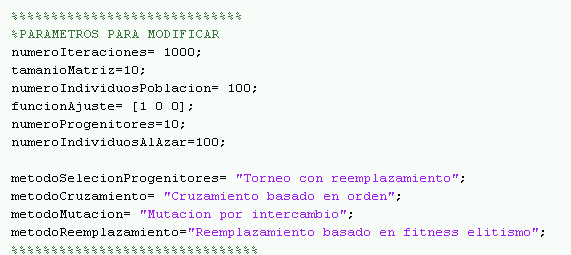 %%%%%%%%%%%%%%%%%%%%%%%%%%%%%
%PARAMETROS PARA MODIFICAR
numeroIteraciones= 1000;
tamanioMatriz=10;
numeroIndividuosPoblacion= 100;
funcionAjuste= [1 0 0];
numeroProgenitores=10;
numeroIndividuosAlAzar=100;
metodoSelecionProgenitores= "Torneo con reemplazamiento";
metodoCruzamiento= "Cruzamiento basado en orden";
metodoMutacion= "Mutacion por intercambio";
metodoReemplazamiento="Reemplazamiento basado en fitness elitismo";
%%%%%%%%%%%%%%%%%%%%%%%%%%%%%%%